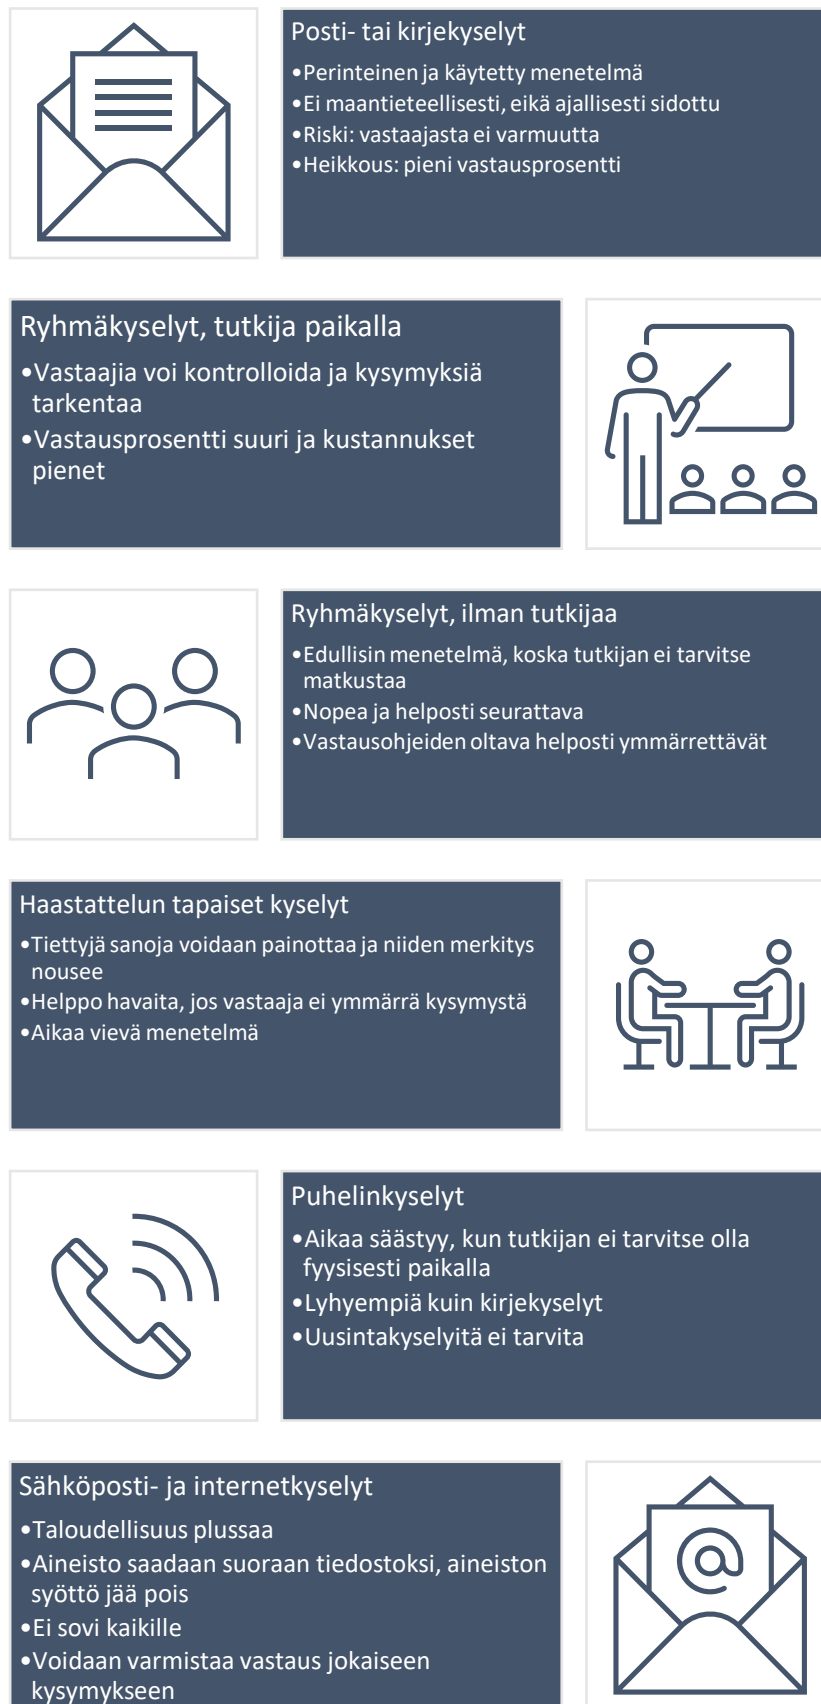 Posti- tai kirjekyselyt
•Perinteinen ja käytetty menetelmä
•Ei maantieteellisesti, eikä ajallisesti sidottu
•Riski: vastaajasta ei varmuutta
•Heikkous: pieni vastausprosentti
Ryhmäkyselyt, tutkija paikalla
•Vastaajia voi kontrolloida ja kysymyksiä
tarkentaa
•Vastausprosentti suuri ja kustannukset
pienet
Ryhmäkyselyt, ilman tutkijaa
•Edullisin menetelmä, koska tutkijan ei tarvitse
matkustaa
•Nopea ja helposti seurattava
•Vastausohjeiden oltava helposti ymmärrettävät
Haastattelun tapaiset kyselyt
•Tiettyjä sanoja voidaan painottaa ja niiden merkitys
nousee
•Helppo havaita, jos vastaaja ei ymmärrä kysymystä
•Aikaa vievä menetelmä
Puhelinkyselyt
•Aikaa säästyy, kun tutkijan ei tarvitse olla
fyysisesti paikalla
•Lyhyempiä kuin kirjekyselyt
•Uusintakyselyitä ei tarvita
Sähköposti- ja internetkyselyt
•Taloudellisuus plussaa
•Aineisto saadaan suoraan tiedostoksi, aineiston
syöttö jää pois
•Ei sovi kaikille
•Voidaan varmistaa vastaus jokaiseen
kysymykseen
@